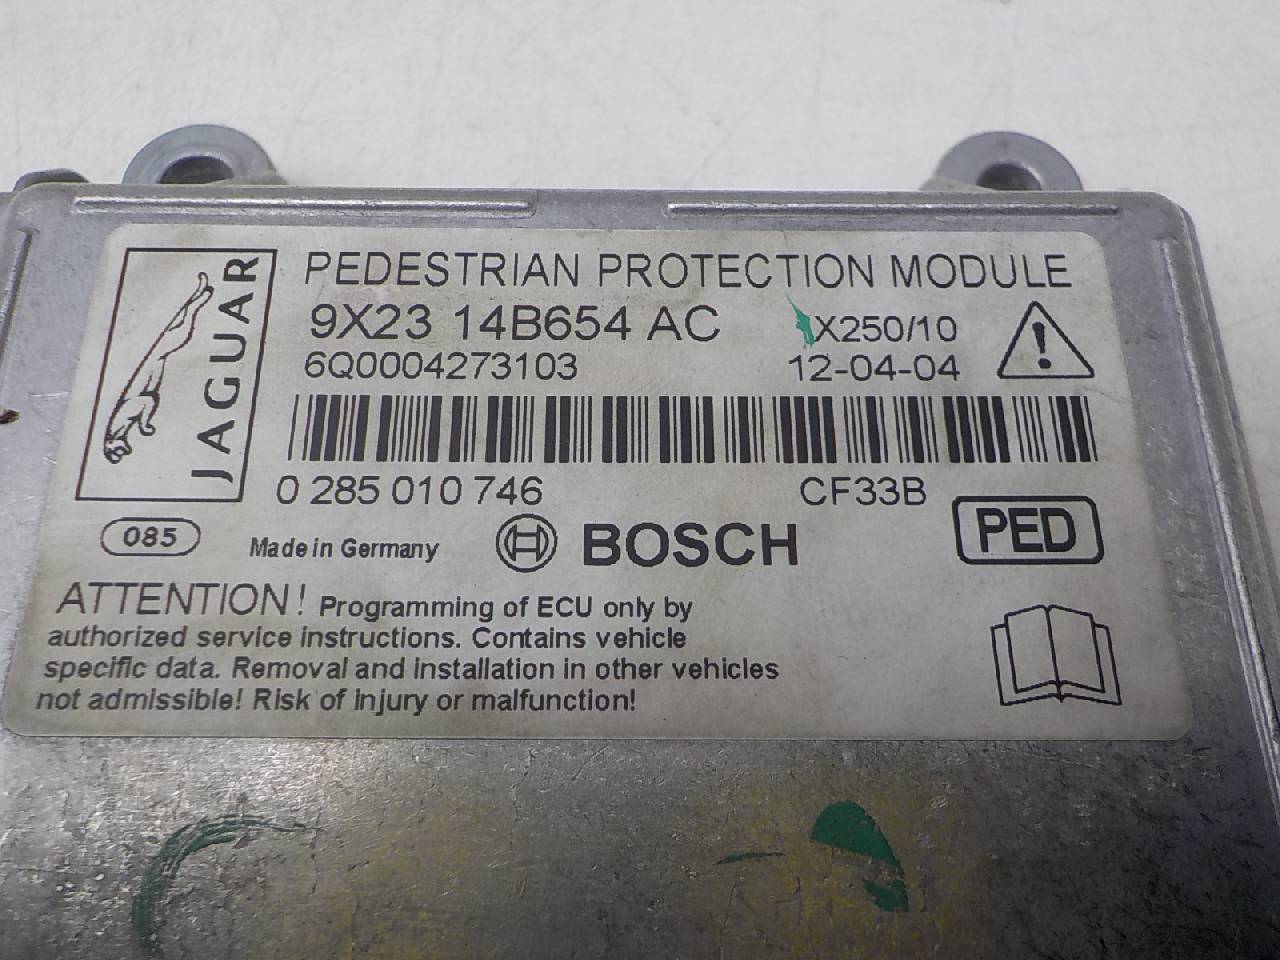 JAGUAR
PEDESTRIAN PROTECTION MODULE
9X23 14B654 AC X250/10
6Q0004273103 12-04-04
0 285 010 746 CF33B
085 Made in Germany BOSCH PED
ATTENTION! Programming of ECU only by
authorized service instructions. Contains vehicle
specific data. Removal and installation in other vehicles
not admissible! Risk of Injury or malfunction!